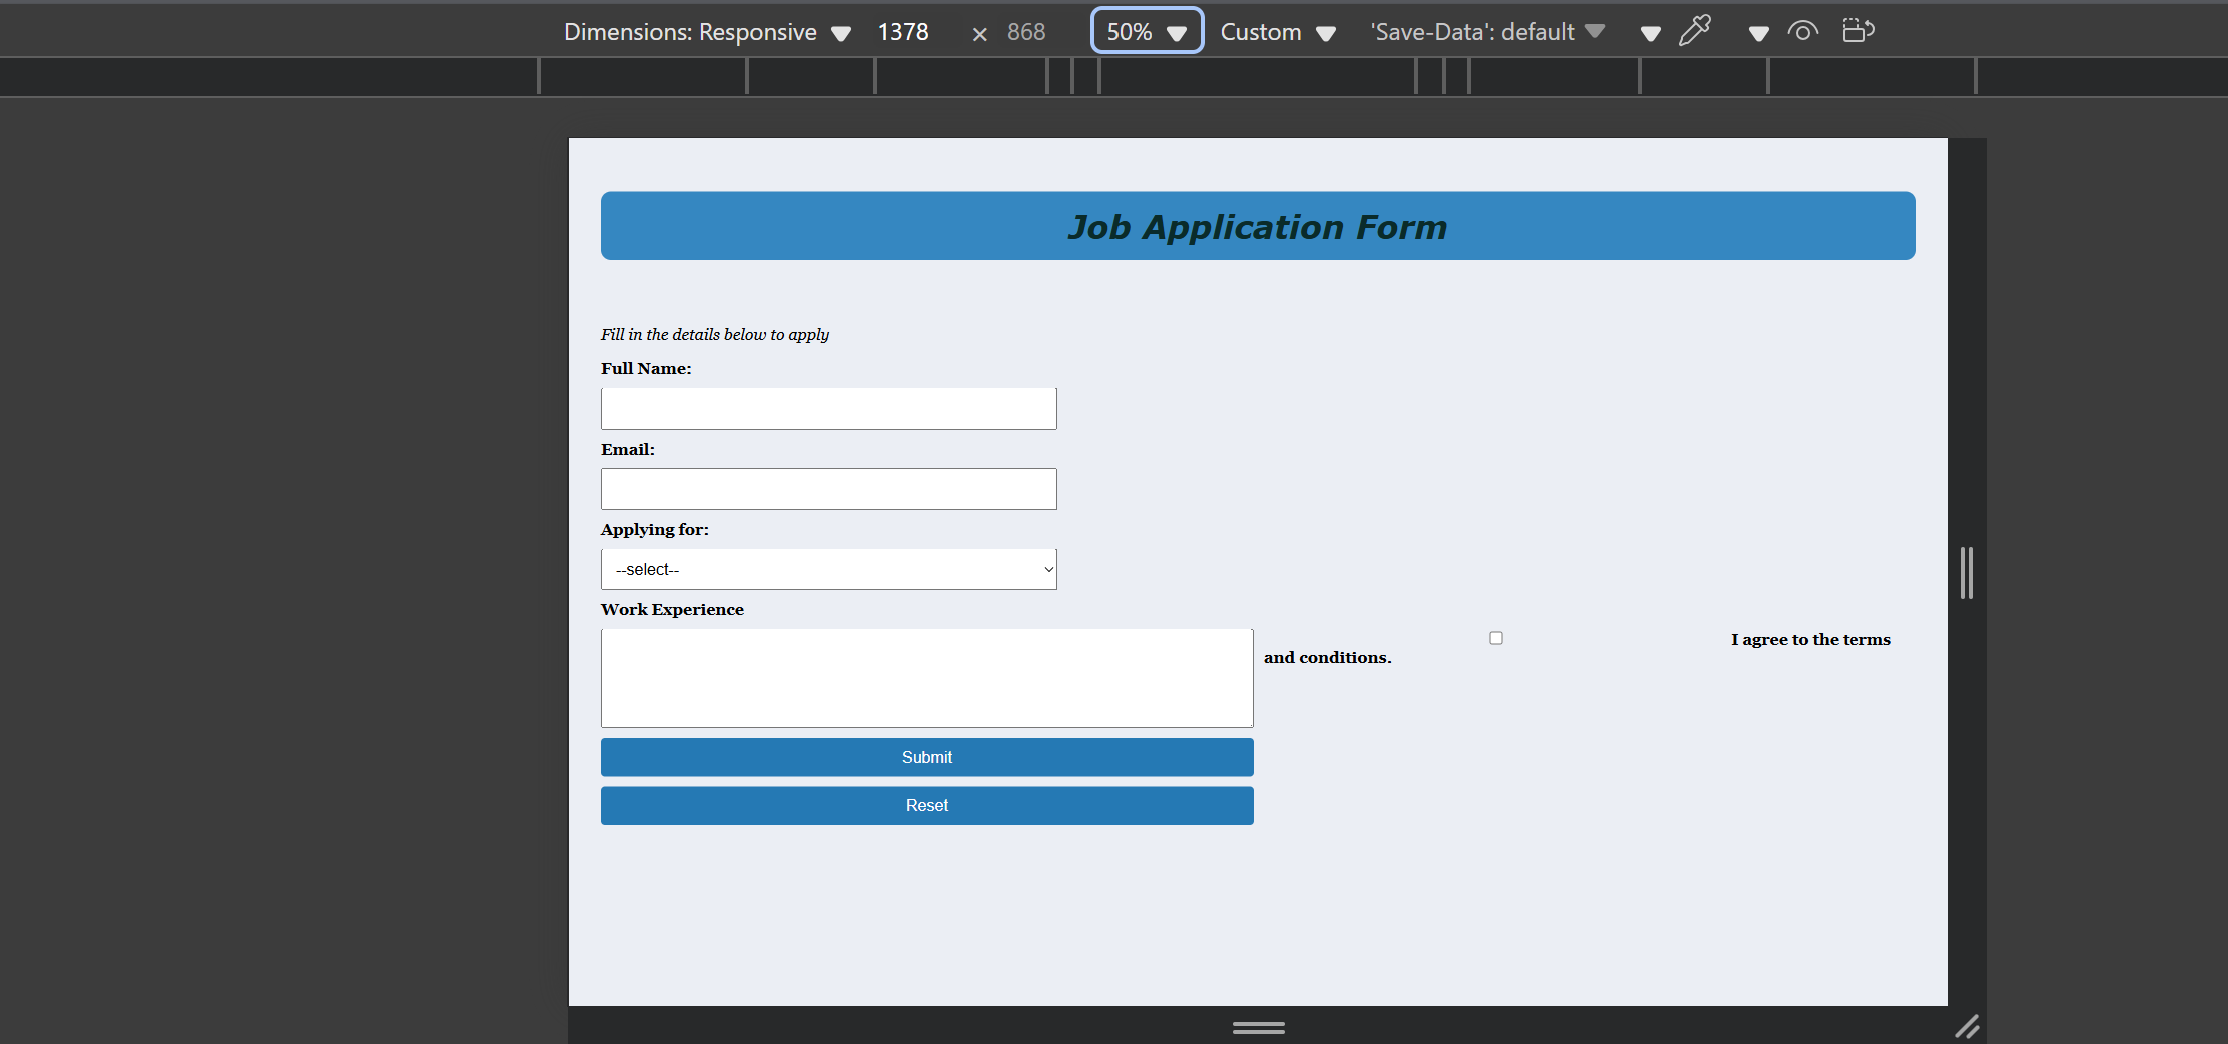 Dimensions: Responsive 1378 × 868 50% Custom 'Save-Data': default
Job Application Form
Fill in the details below to apply
Full Name:
Email:
Applying for:
--select--
Work Experience
I agree to the terms
and conditions.
Submit
Reset